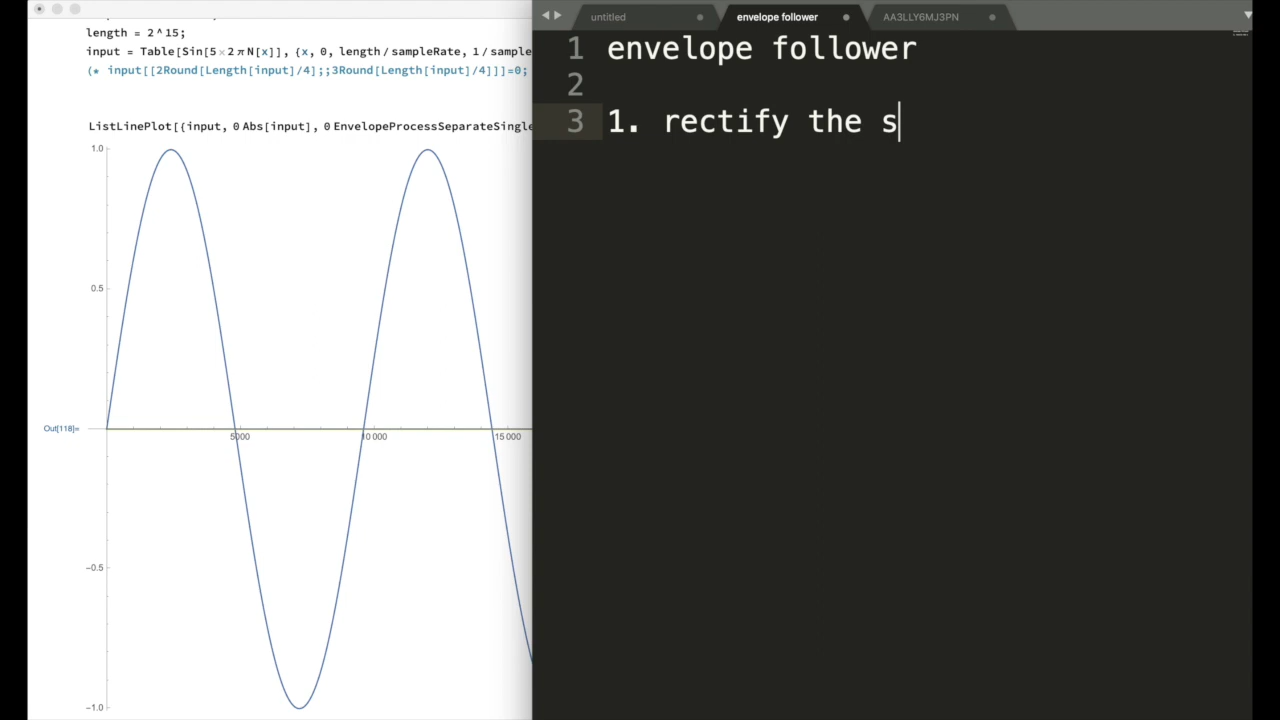 length = 2^15;
input = Table[Sin[5×2πN[x]], {x, 0, length/sampleRate, 1/sample
(* input[[2Round[Length[input]/4];;3Round[Length[input]/4]]]=0;
ListLinePlot[{input, 0 Abs[input], 0 EnvelopeProcessSeparateSingle
1.0
0.5
Out[118]=
5000
10 000
15 000
-0.5
-1.0
untitled
envelope follower
AA3LLY6MJ3PN
1 envelope follower
2
3 1. rectify the s